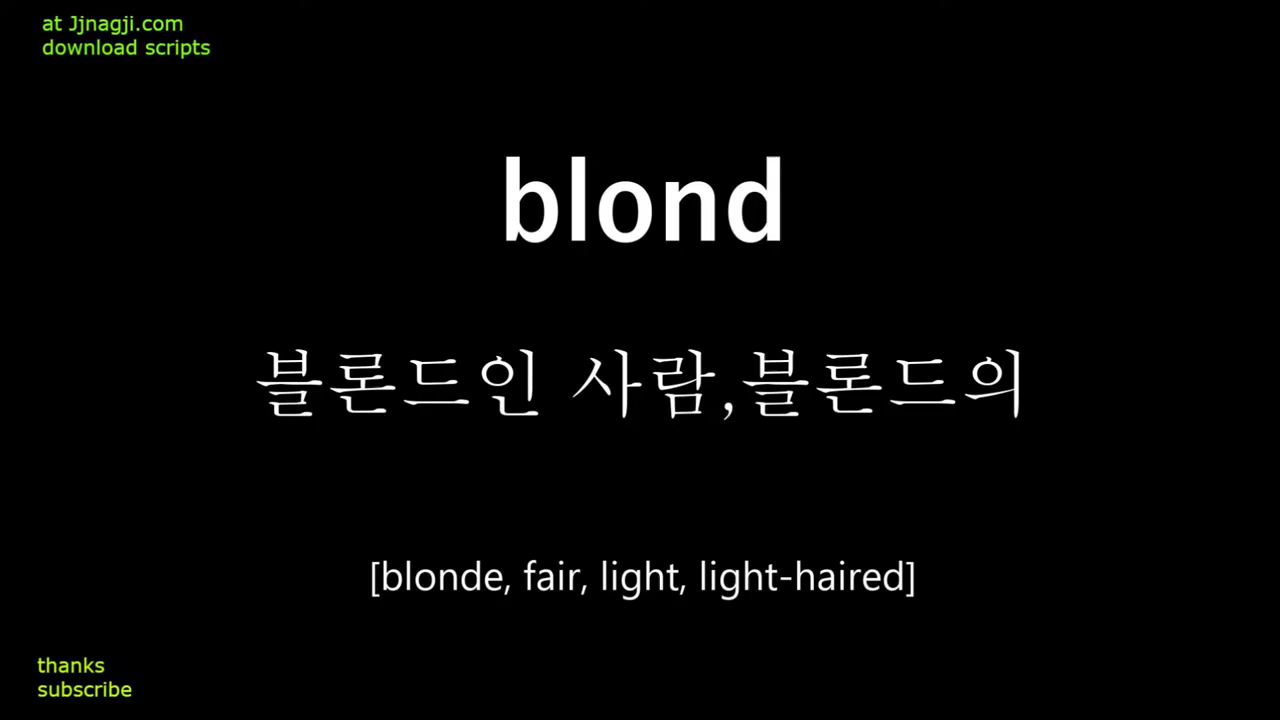 at Jjnagji.com
download scripts
blond
블론드인 사람,블론드의
[blonde, fair, light, light-haired]
thanks
subscribe